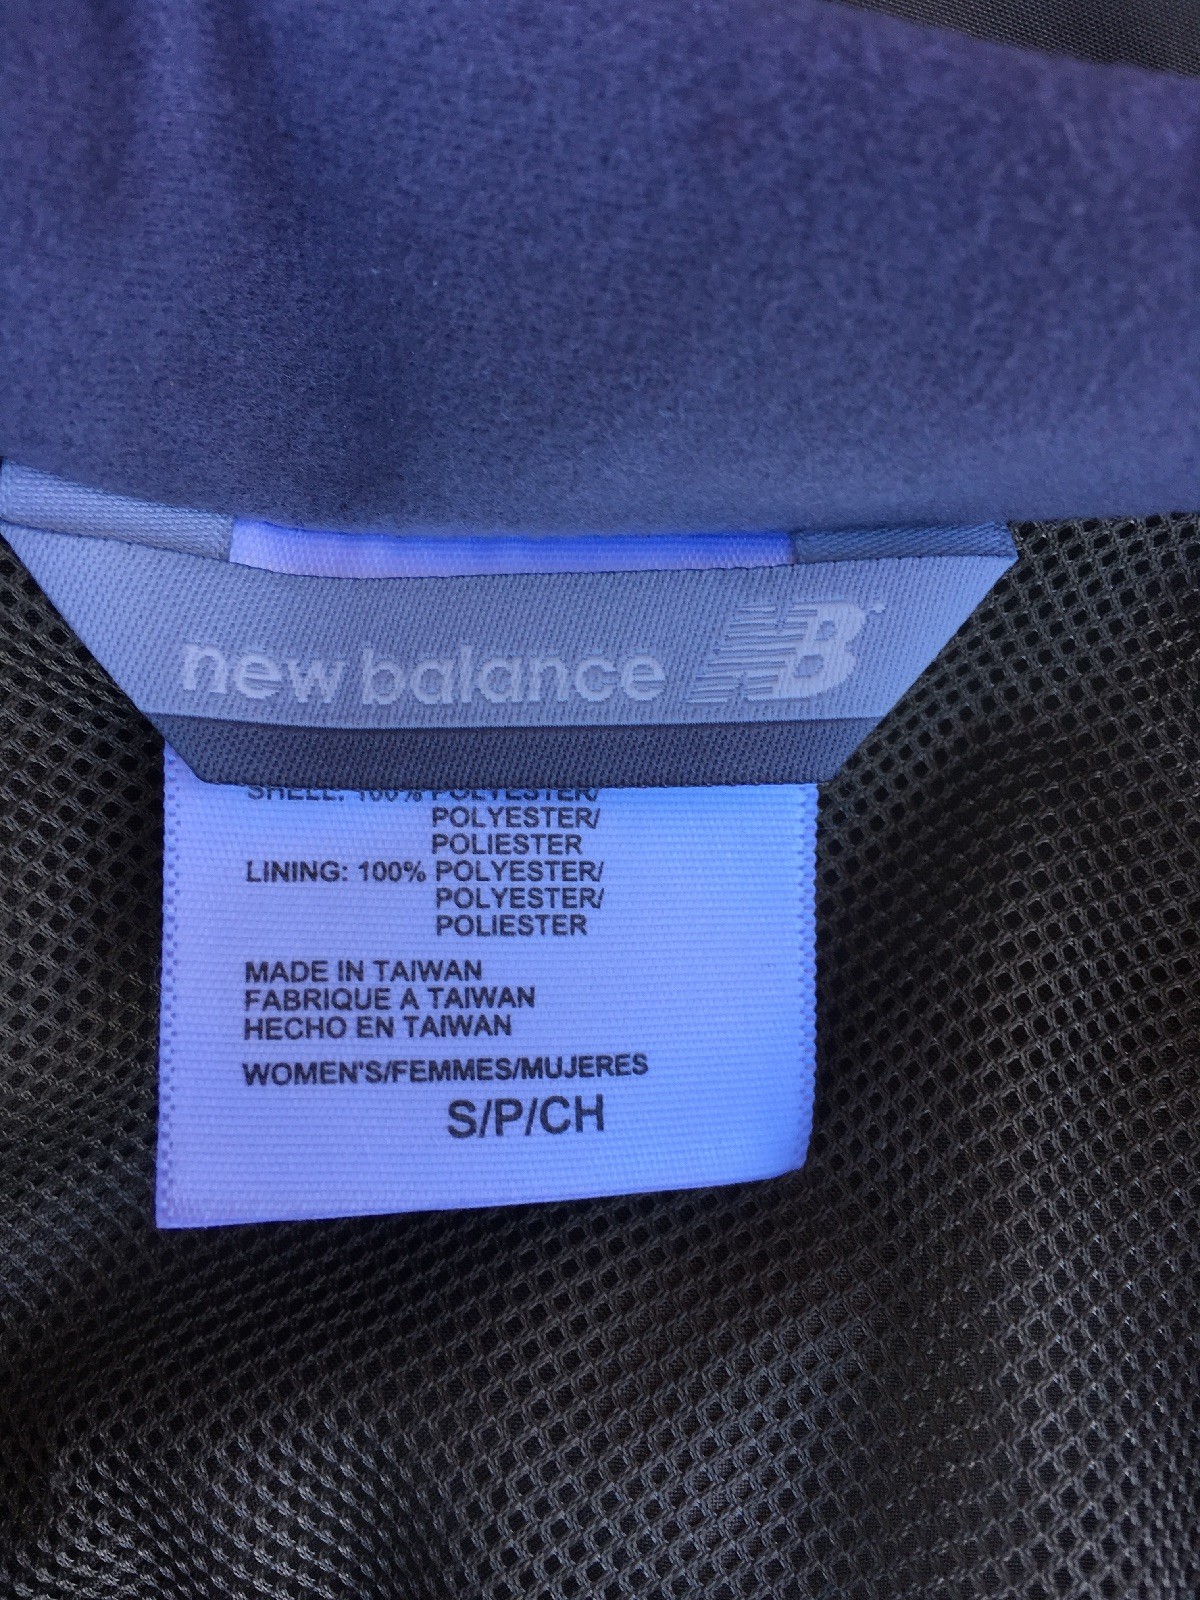 new balance NB
SHELL: 100% POLYESTER/
POLYESTER/
POLIESTER
LINING: 100% POLYESTER/
POLYESTER/
POLIESTER
MADE IN TAIWAN
FABRIQUE A TAIWAN
HECHO EN TAIWAN
WOMEN'S/FEMMES/MUJERES
S/P/CH